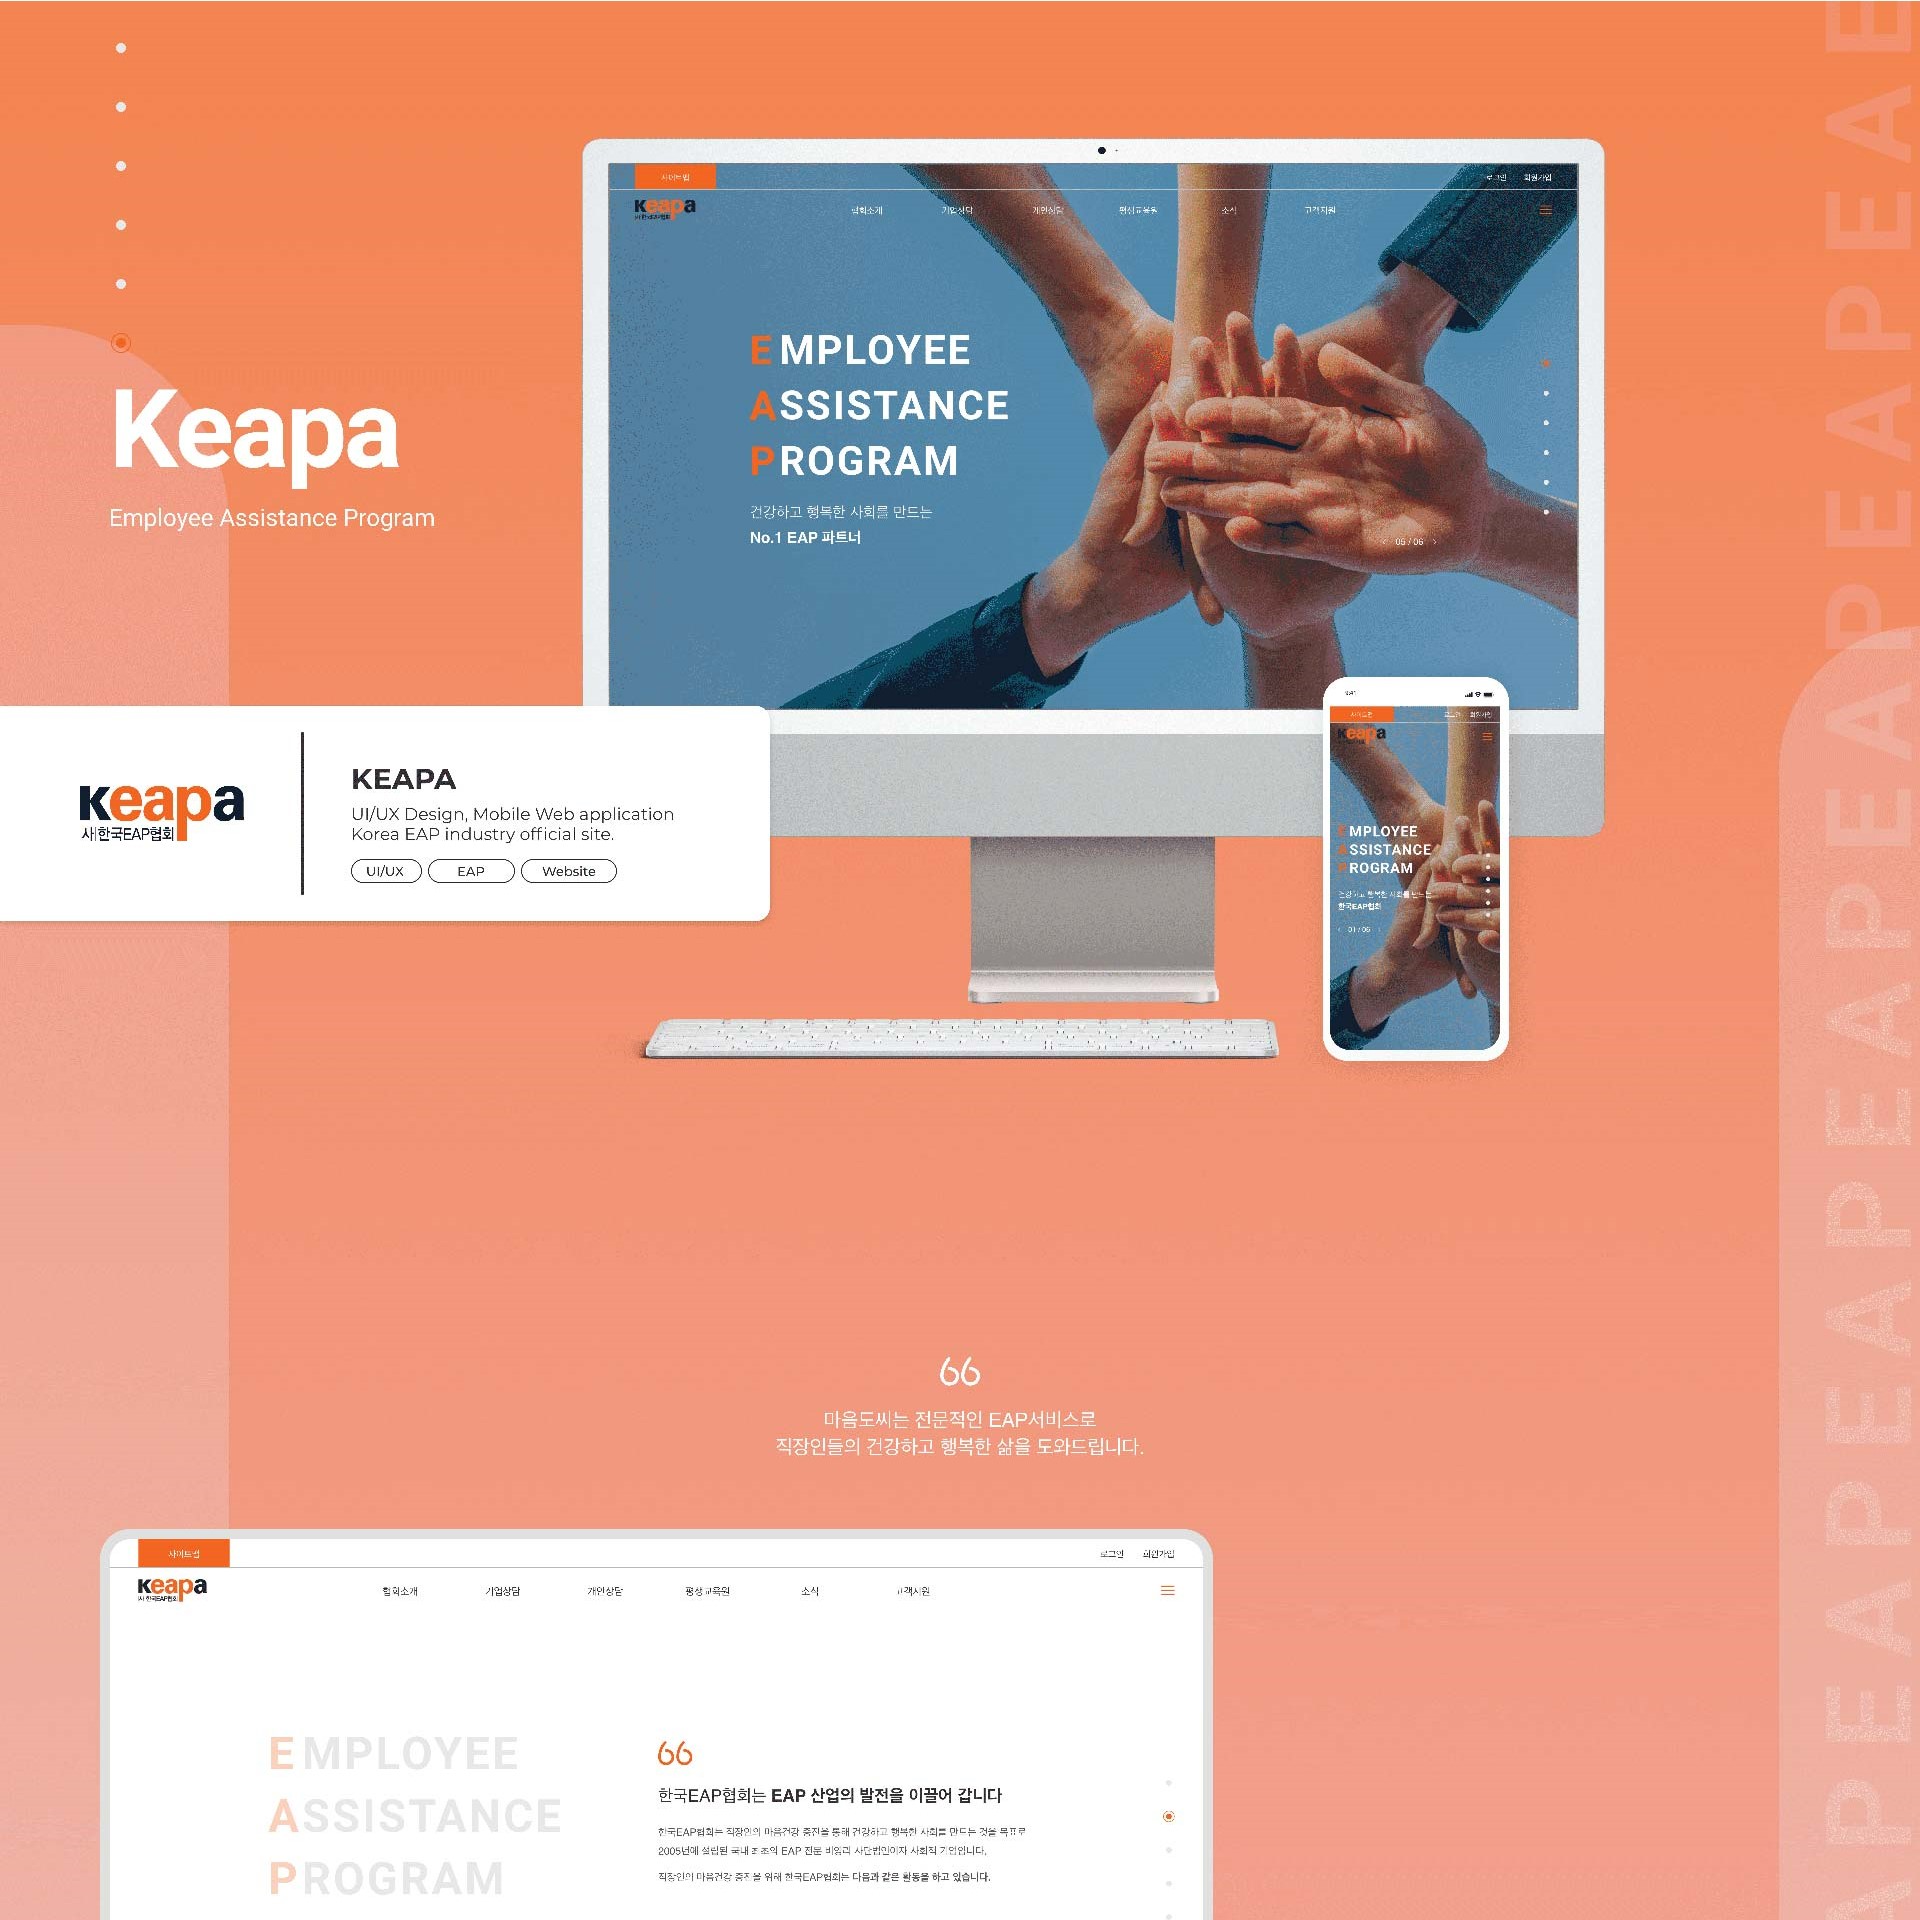 Keapa
Employee Assistance Program
사이트맵
로그인 회원가입
keapa
협회소개 기업상담 개인상담 평생교육원 소식 고객지원
EMPLOYEE
ASSISTANCE
PROGRAM
건강하고 행복한 사회를 만드는
No.1 EAP 파트너
05 / 06
keapa
새한국EAP협회
KEAPA
UI/UX Design, Mobile Web application
Korea EAP industry official site.
UI/UX EAP Website
9:41
사이트맵 로그인 회원가입
keapa
EMPLOYEE
ASSISTANCE
PROGRAM
건강하고 행복한 사회를 만드는
한국EAP협회
01 / 06
EAPEAPEAPEAPEAPEAPEAP
마음도씨는 전문적인 EAP서비스로
직장인들의 건강하고 행복한 삶을 도와드립니다.
사이트맵
로그인 회원가입
keapa
협회소개 기업상담 개인상담 평생교육원 소식 고객지원
EMPLOYEE
ASSISTANCE
PROGRAM
한국EAP협회는 EAP 산업의 발전을 이끌어 갑니다
한국EAP협회는 직장인의 마음건강 증진을 통해 건강하고 행복한 사회를 만드는 것을 목표로
2005년에 설립된 국내 최초의 EAP 전문 비영리 사단법인이자 사회적 기업입니다.
직장인의 마음건강 증진을 위해 한국EAP협회는 다음과 같은 활동을 하고 있습니다.